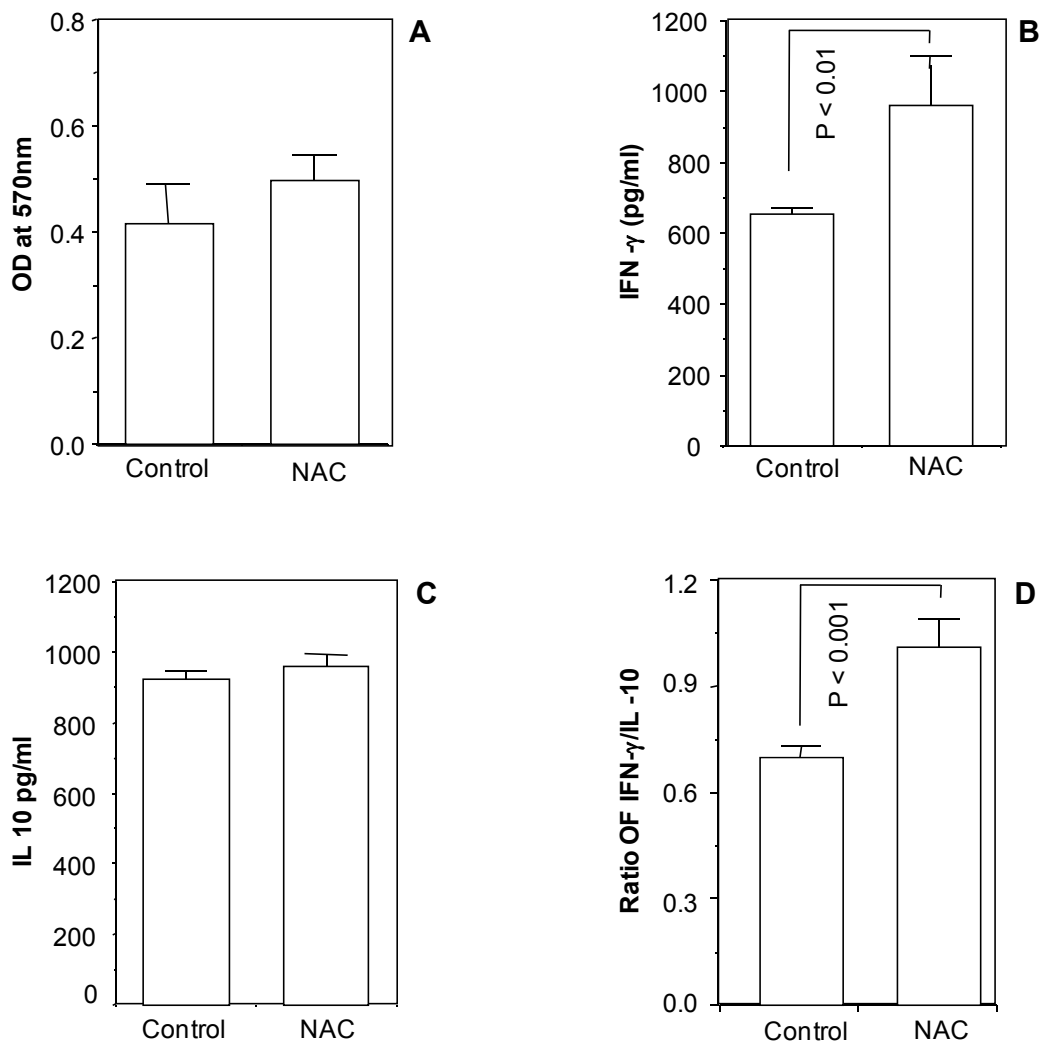 A
OD at 570nm
0.8
0.6
0.4
0.2
0.0
Control NAC
B
IFN -γ (pg/ml)
1200
1000
800
600
400
200
0
P < 0.01
Control NAC
C
IL 10 pg/ml
1200
1000
800
600
400
200
0
Control NAC
D
Ratio OF IFN-γ/IL -10
1.2
0.9
0.6
0.3
0.0
P < 0.001
Control NAC